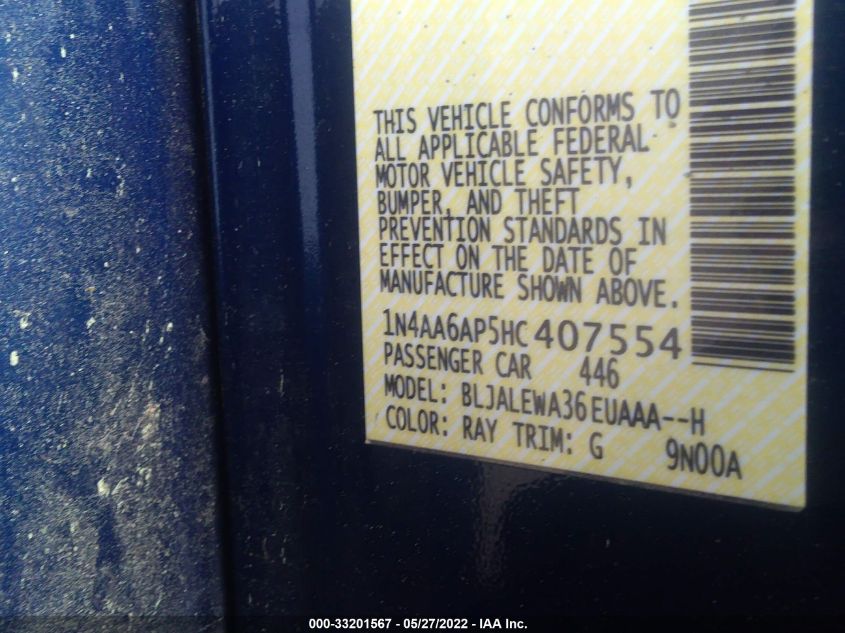 THIS VEHICLE CONFORMS TO
ALL APPLICABLE FEDERAL
MOTOR VEHICLE SAFETY,
BUMPER, AND THEFT
PREVENTION STANDARDS IN
EFFECT ON THE DATE OF
MANUFACTURE SHOWN ABOVE.
1N4AA6AP5HC407554
PASSENGER CAR 446
MODEL: BLJALEWA36EUAAA--H
COLOR: RAY TRIM: G 9N00A
000-33201567 - 05/27/2022 - IAA Inc.